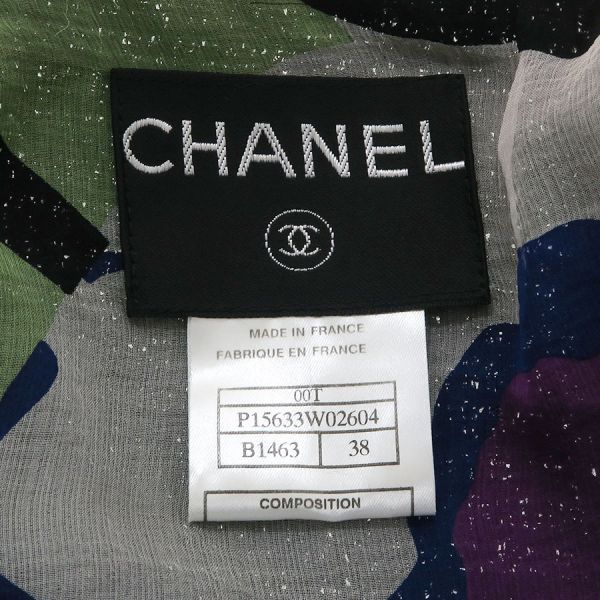 CHANEL
MADE IN FRANCE
FABRIQUE EN FRANCE
00T
P15633W02604
B1463 38
COMPOSITION